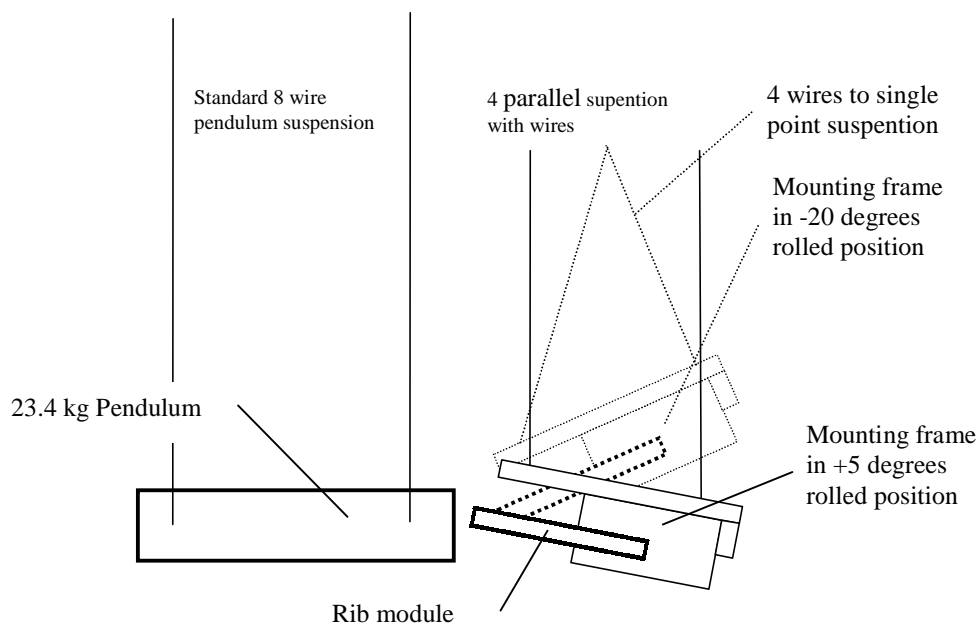 Standard 8 wire
pendulum suspension
4 parallel supention
with wires
4 wires to single
point suspention
Mounting frame
in -20 degrees
rolled position
23.4 kg Pendulum
Mounting frame
in +5 degrees
rolled position
Rib module